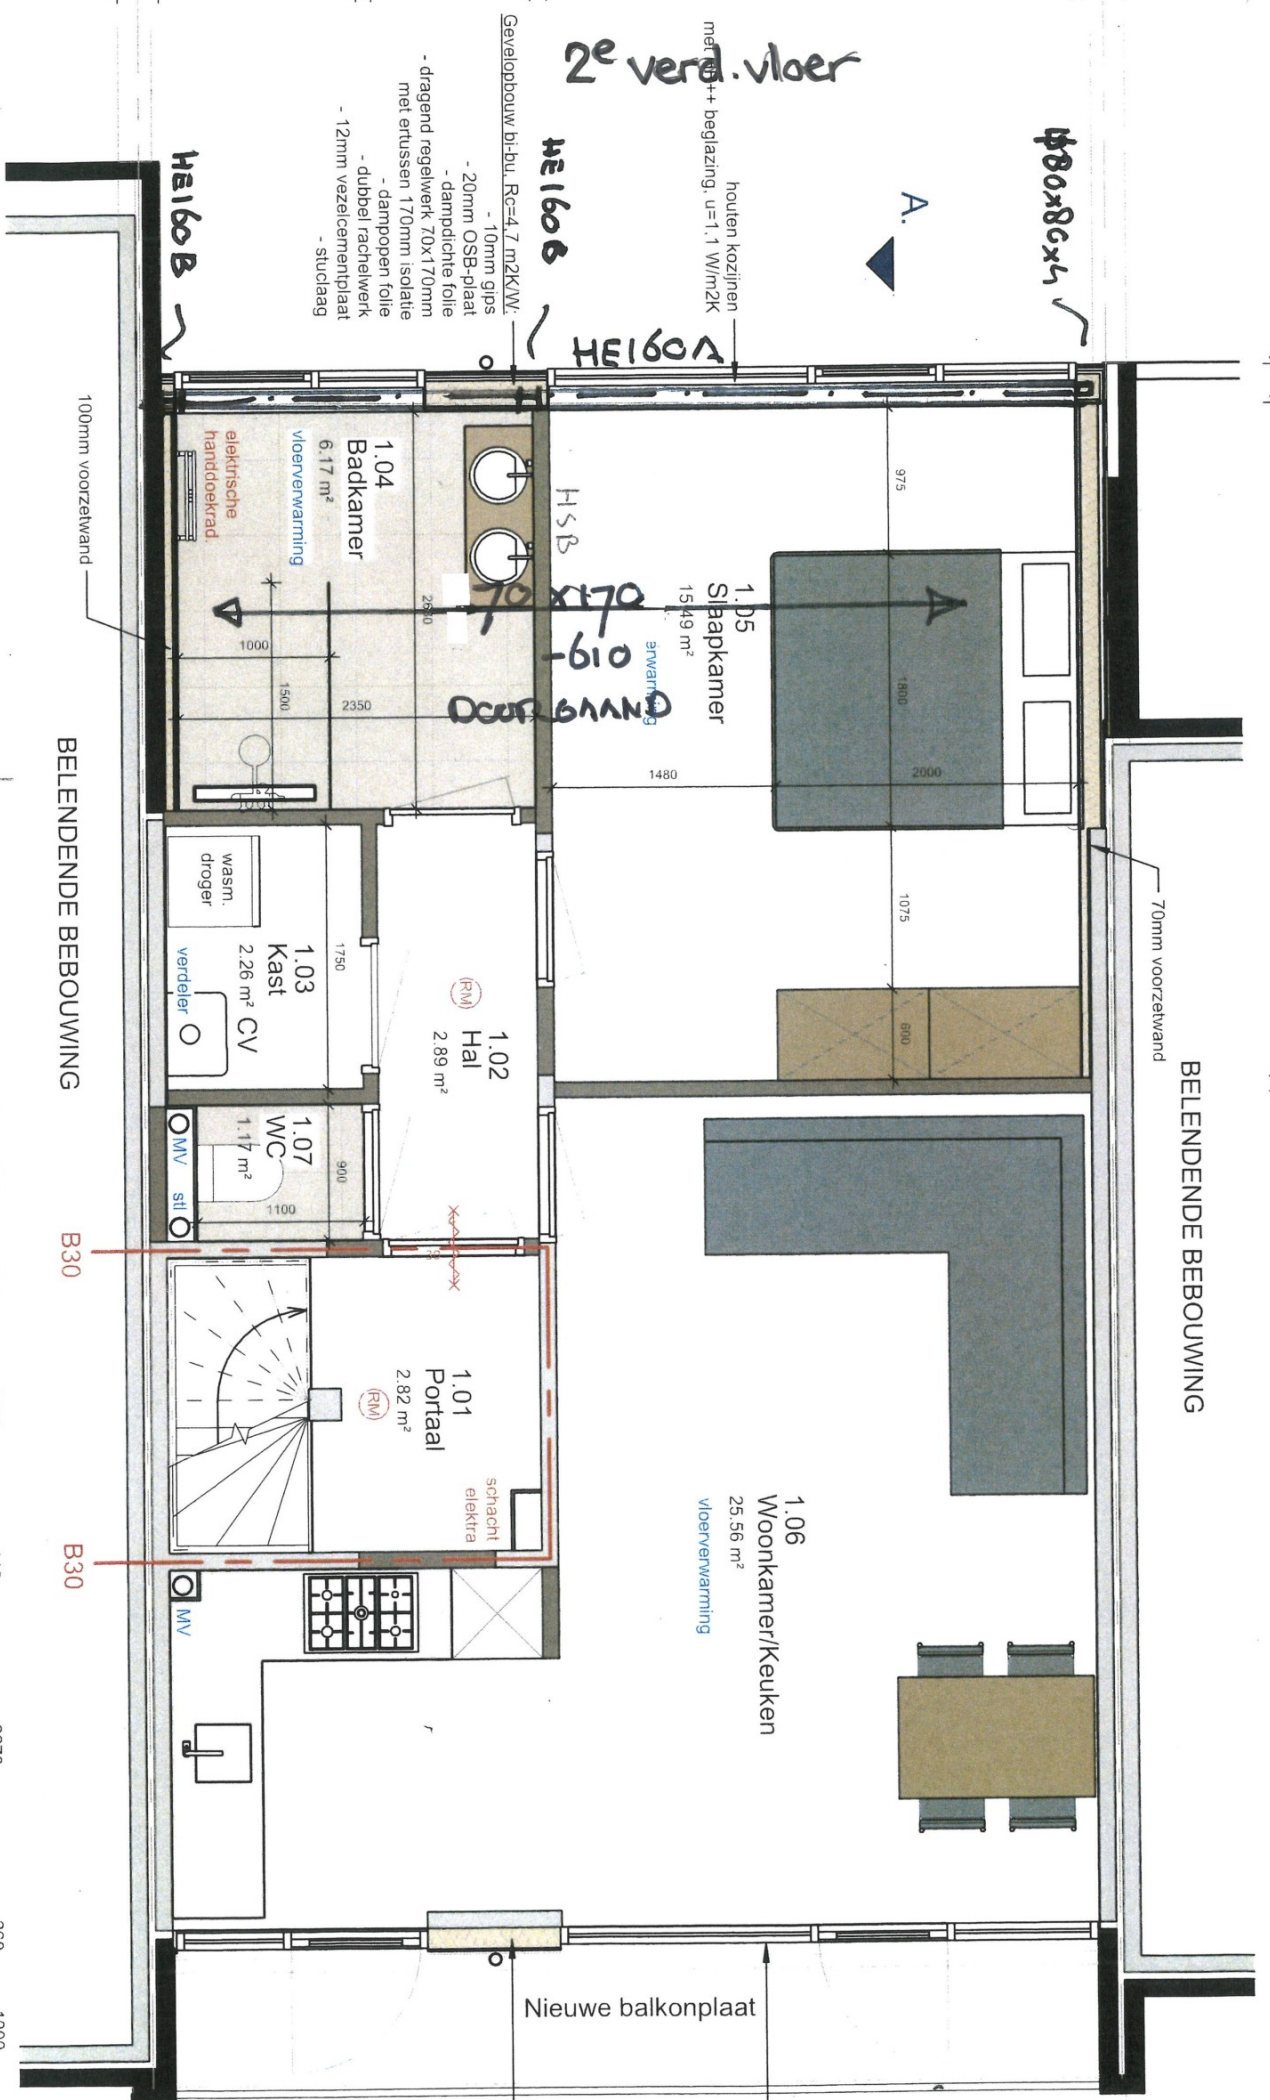 2e verd. vloer
houten kozijnen
beglazing, u=1.1 W/m2K
Gevelopbouw bi-bu, Rc=4,7 m2K/W:
- 10mm gips
- 20mm OSB-plaat
- dampdichte folie
- dragend regelwerk 70x170mm
met ertussen 170mm isolatie
- dampopen folie
- dubbel rachelwerk
- 12mm vezelcementplaat
- stuclaag
HE160B
HE160B
HE160A
80x80x4
A.
100mm voorzetwand
70mm voorzetwand
1.04
Badkamer
6.17 m²
vloerverwarming
elektrische
handdoekrad.
HSB
70 x170
-610
DOORGAAND
1.05
Slaapkamer
15.49 m²
erwarming
975
1800
1075
600
1480
2000
2630
1000
1500
2350
BELENDENDE BEBOUWING
BELENDENDE BEBOUWING
wasm.
droger
1.03
Kast
2.26 m² CV
verdeler
1750
1.02
Hal
2.89 m²
(RM)
1.07
WC
1.17 m²
900
1100
MV stl
B30
B30
1.01
Portaal
2.82 m²
(RM)
schacht
elektra
1.06
Woonkamer/Keuken
25.56 m²
vloerverwarming
MV
Nieuwe balkonplaat